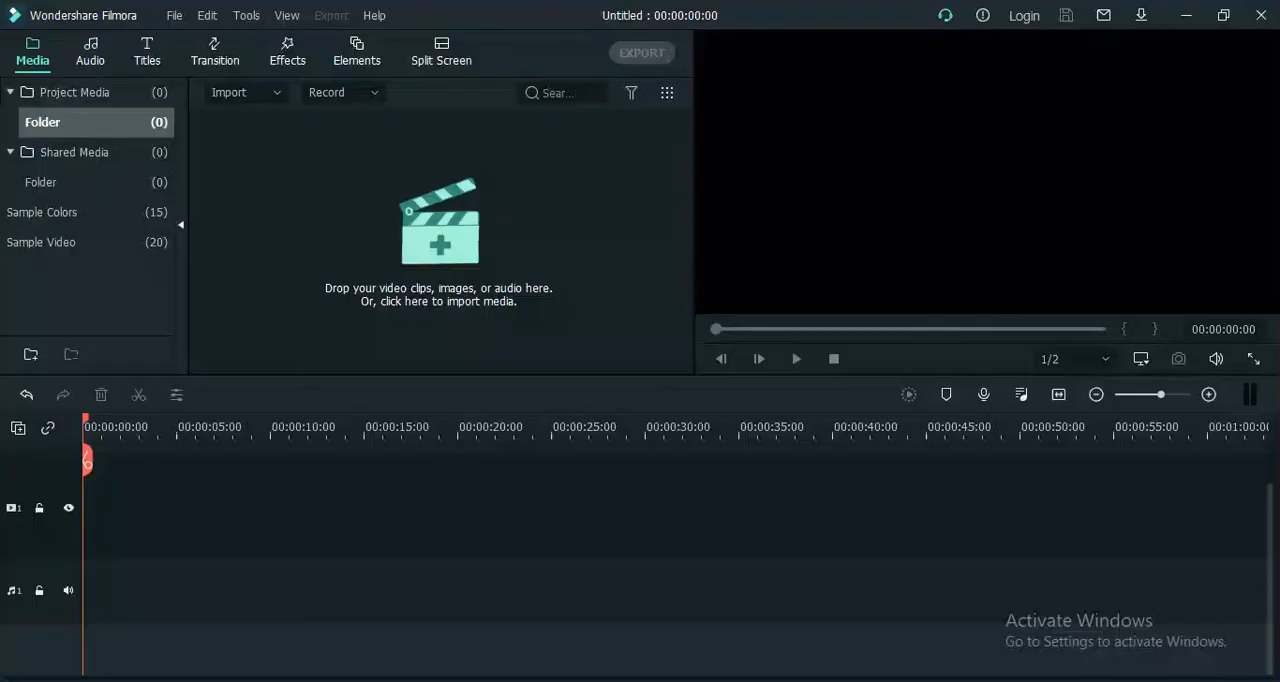 Wondershare Filmora File Edit Tools View Export Help Untitled : 00:00:00:00 Login
Media Audio Titles Transition Effects Elements Split Screen EXPORT
Project Media (0)
Folder (0)
Shared Media (0)
Folder (0)
Sample Colors (15)
Sample Video (20)
Import Record Sear...
Drop your video clips, images, or audio here.
Or, click here to import media.
{ } 00:00:00:00
1/2
00:00:00:00 00:00:05:00 00:00:10:00 00:00:15:00 00:00:20:00 00:00:25:00 00:00:30:00 00:00:35:00 00:00:40:00 00:00:45:00 00:00:50:00 00:00:55:00 00:01:00:0
1
1
Activate Windows
Go to Settings to activate Windows.